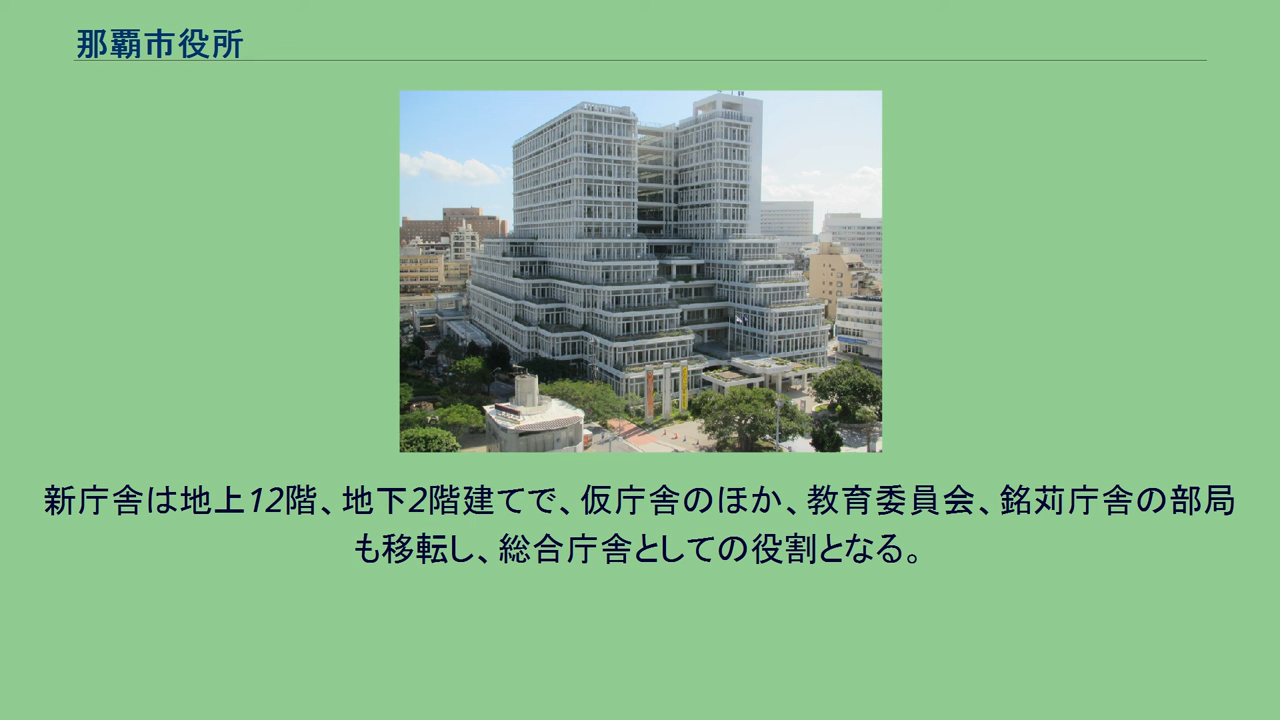 那覇市役所
新庁舎は地上12階、地下2階建てで、仮庁舎のほか、教育委員会、銘苅庁舎の部局
も移転し、総合庁舎としての役割となる。